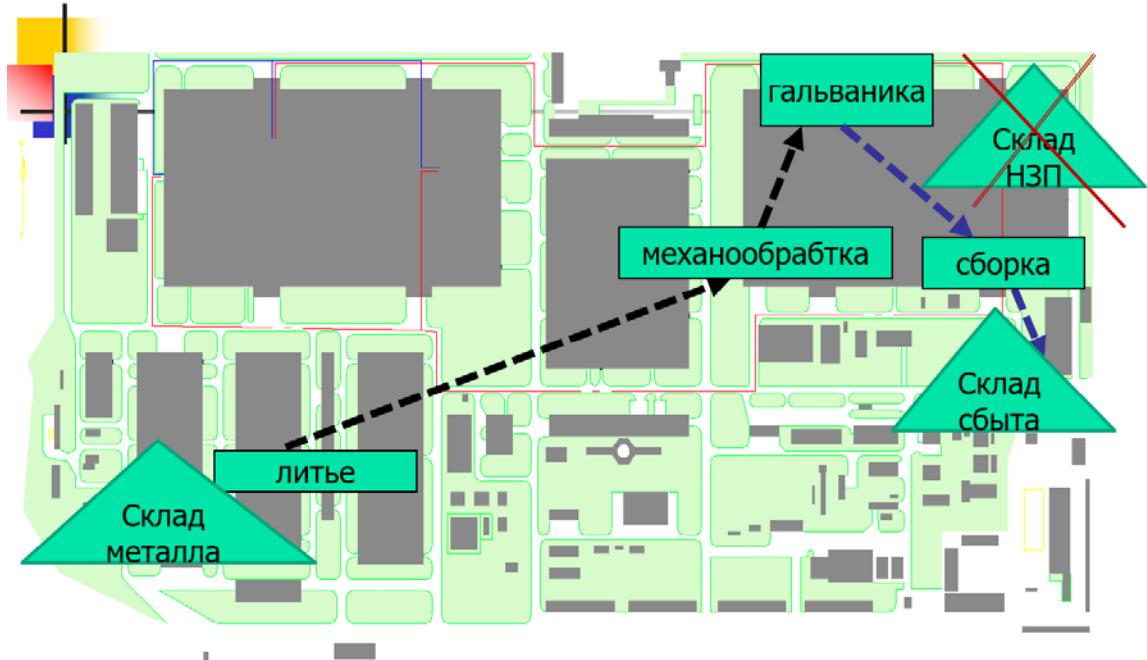 гальваника
Склад
НЗП
механообрабтка
сборка
Склад
сбыта
литье
Склад
металла